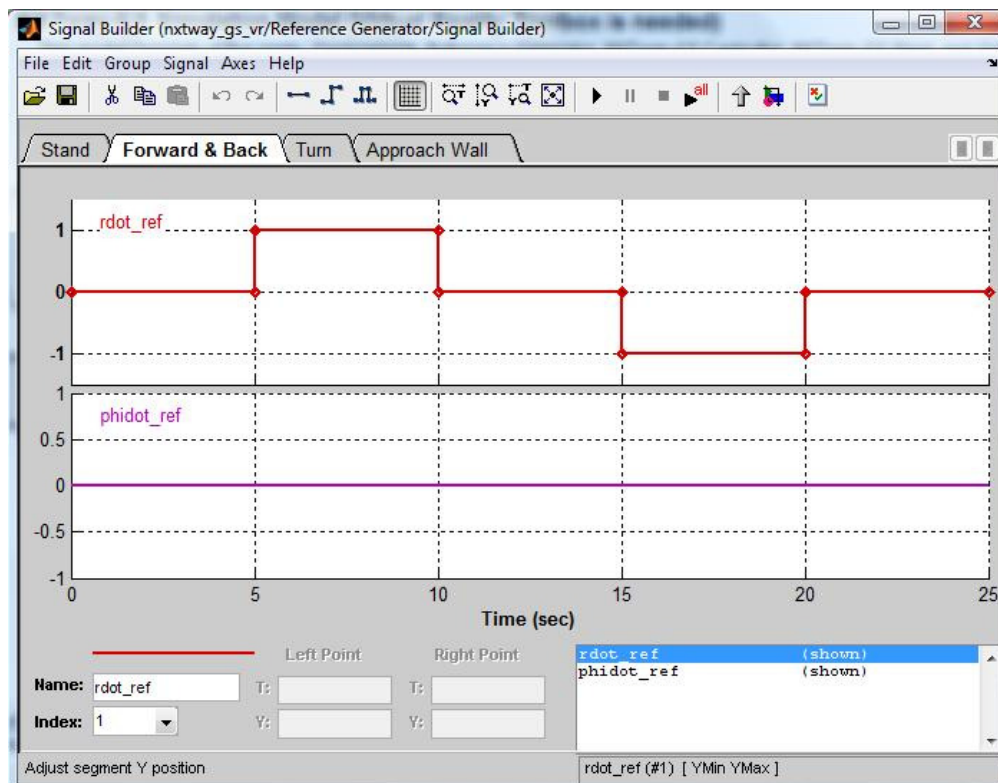 Signal Builder (nxtway_gs_vr/Reference Generator/Signal Builder)
File Edit Group Signal Axes Help
all
Stand Forward & Back Turn Approach Wall
rdot_ref
1
0
-1
phidot_ref
1
0.5
0
-0.5
-1
0 5 10 15 20 25
Time (sec)
Left Point Right Point
Name: rdot_ref T: T:
Index: 1 Y: Y:
rdot_ref (shown)
phidot_ref (shown)
Adjust segment Y position
rdot_ref (#1) [ YMin YMax ]